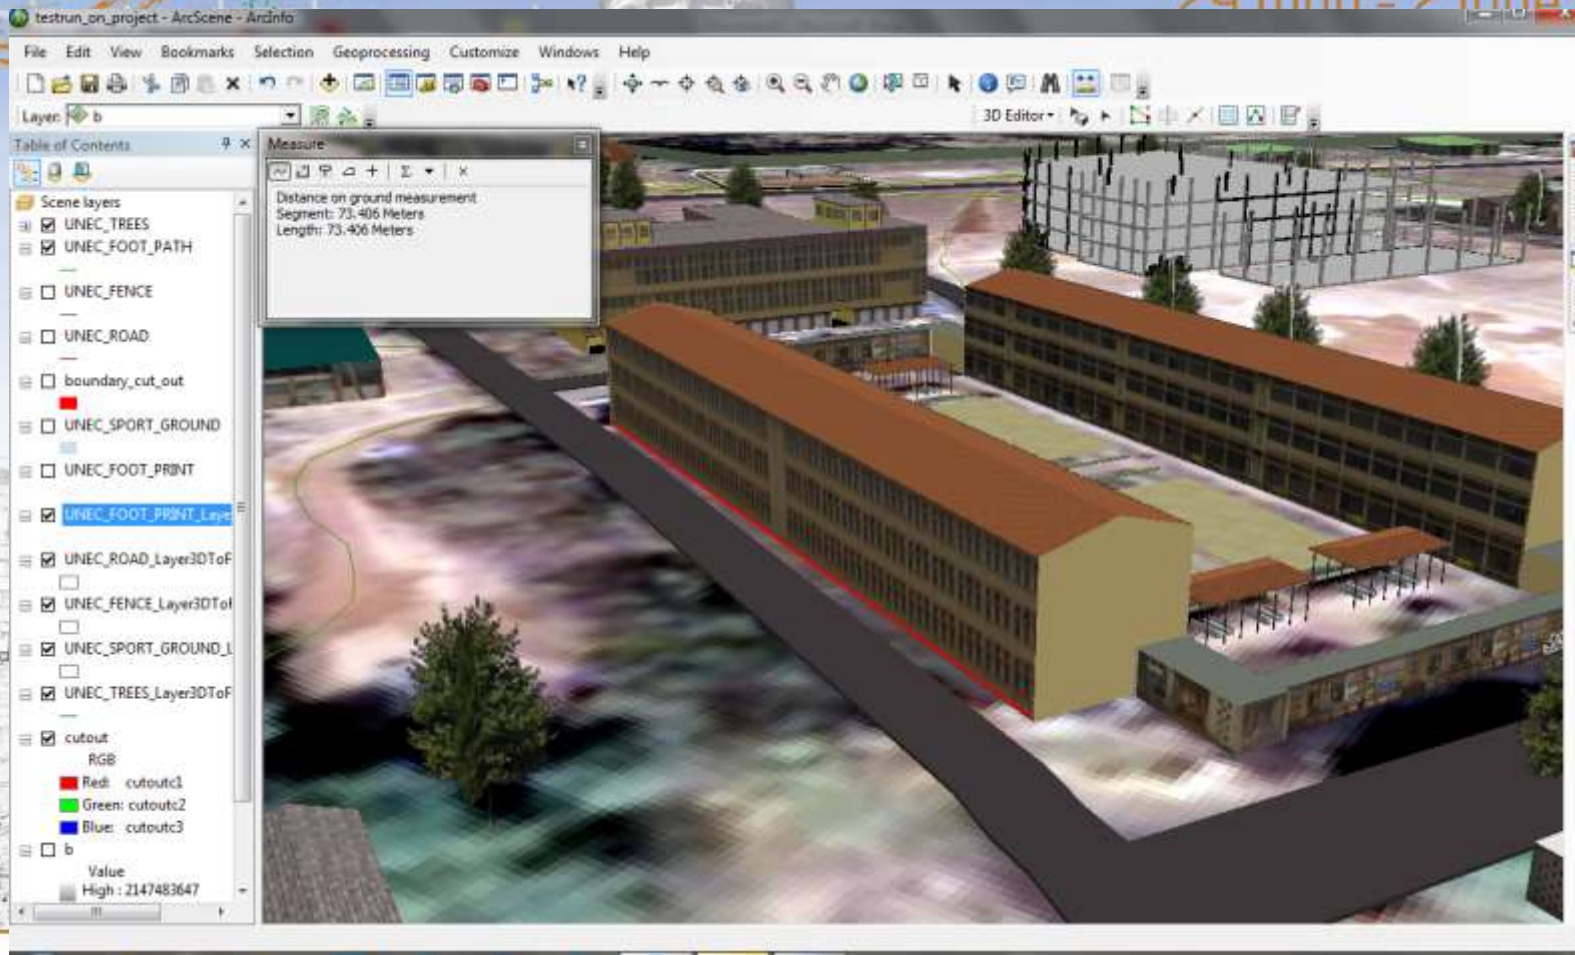 testrun_on_project - ArcScene - ArcInfo
File Edit View Bookmarks Selection Geoprocessing Customize Windows Help
Layer: b
3D Editor
Table of Contents
Scene layers
UNEC_TREES
UNEC_FOOT_PATH
UNEC_FENCE
UNEC_ROAD
boundary_cut_out
UNEC_SPORT_GROUND
UNEC_FOOT_PRINT
UNEC_FOOT_PRINT_Laye
UNEC_ROAD_Layer3DToF
UNEC_FENCE_Layer3DToF
UNEC_SPORT_GROUND_L
UNEC_TREES_Layer3DToF
cutout
RGB
Red: cutoutc1
Green: cutoutc2
Blue: cutoutc3
b
Value
High : 2147483647
Measure
Distance on ground measurement
Segment: 73.406 Meters
Length: 73.406 Meters